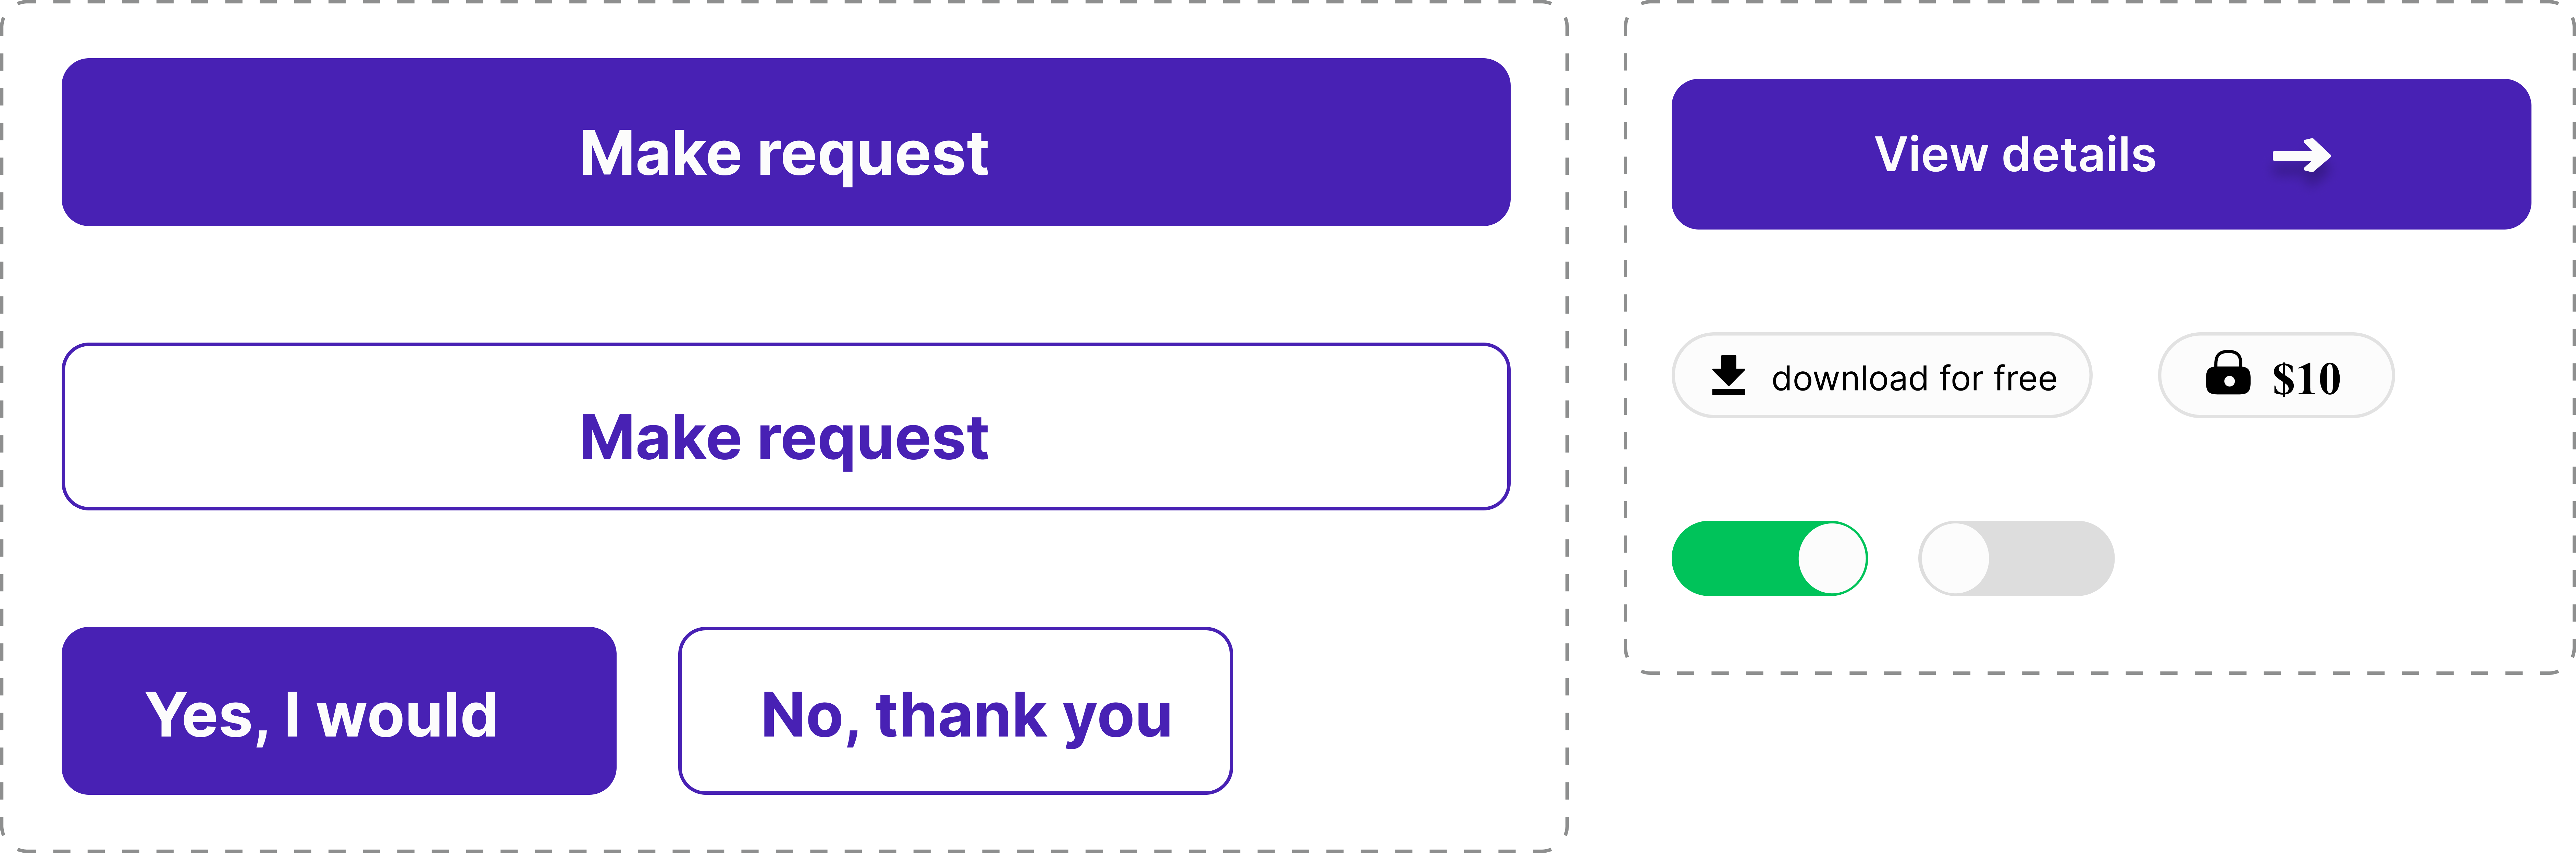 Make request
Make request
Yes, I would
No, thank you
View details
download for free
$10